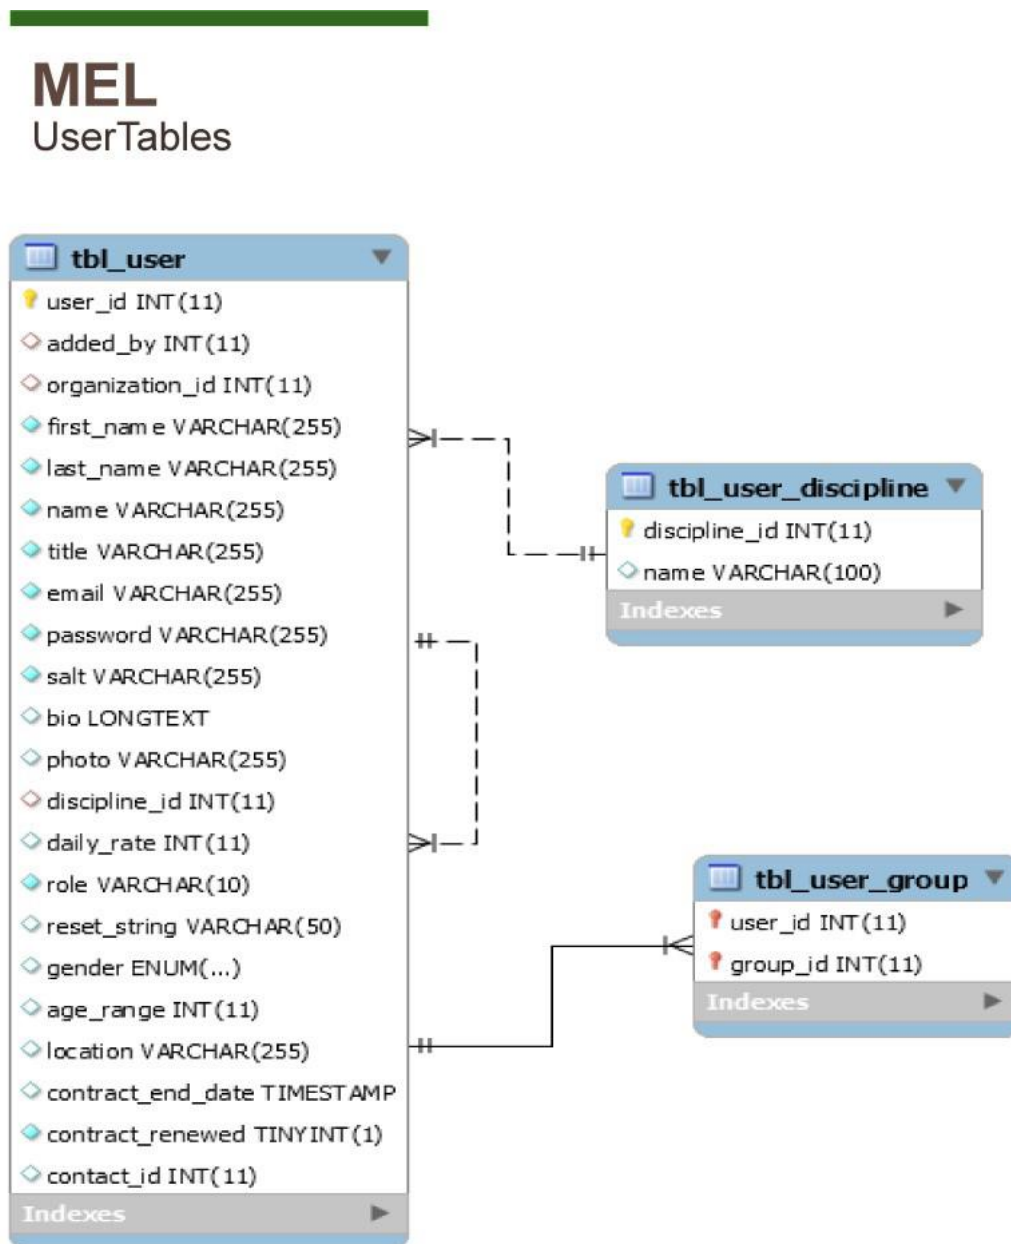 MEL
UserTables
tbl_user
user_id INT(11)
added_by INT(11)
organization_id INT(11)
first_name VARCHAR(255)
last_name VARCHAR(255)
name VARCHAR(255)
title VARCHAR(255)
email VARCHAR(255)
password VARCHAR(255)
salt VARCHAR(255)
bio LONGTEXT
photo VARCHAR(255)
discipline_id INT(11)
daily_rate INT(11)
role VARCHAR(10)
reset_string VARCHAR(50)
gender ENUM(...)
age_range INT(11)
location VARCHAR(255)
contract_end_date TIMESTAMP
contract_renewed TINYINT(1)
contact_id INT(11)
Indexes
tbl_user_discipline
discipline_id INT(11)
name VARCHAR(100)
Indexes
tbl_user_group
user_id INT(11)
group_id INT(11)
Indexes